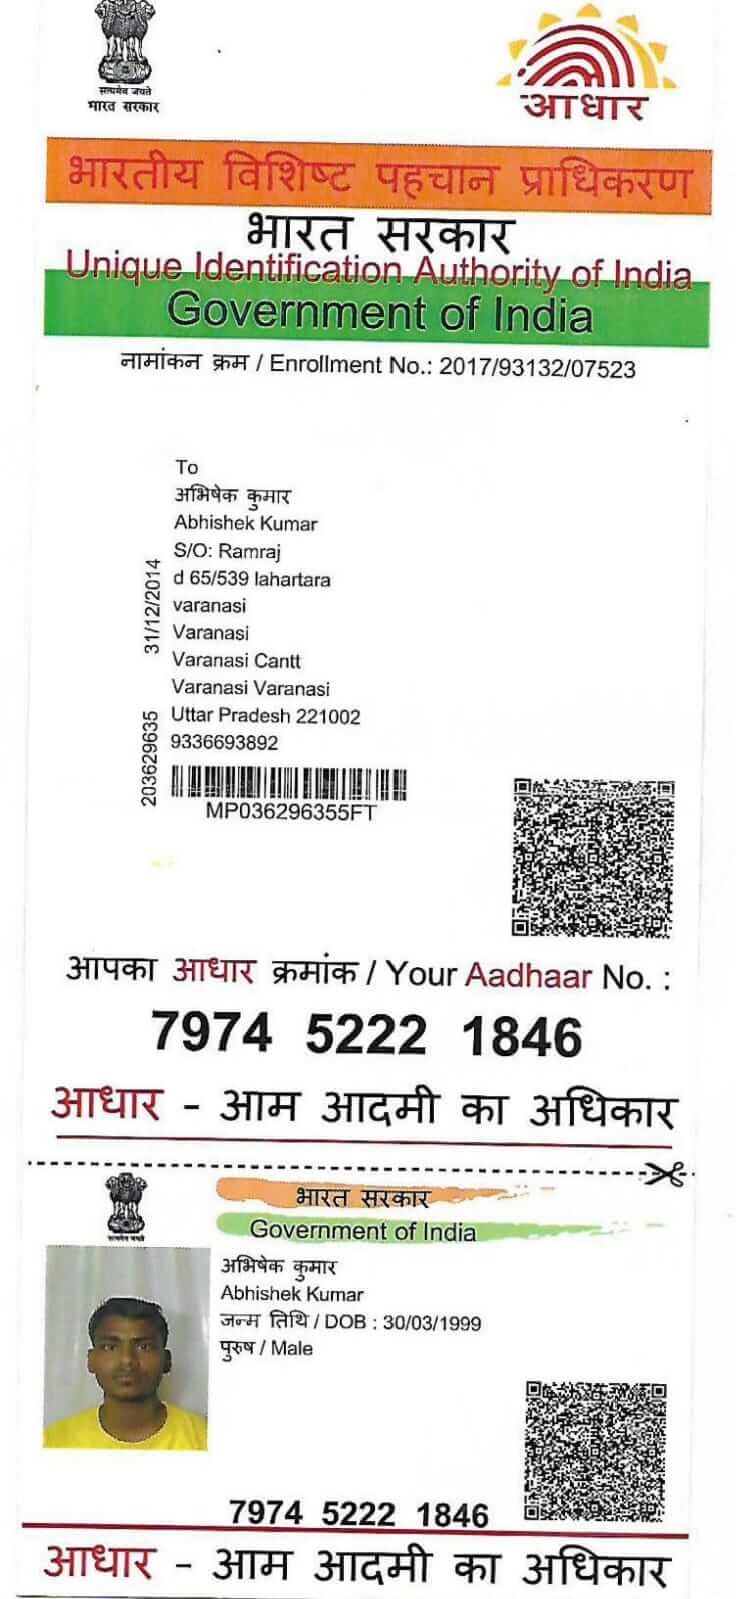 सत्यमेव जयते
भारत सरकार
आधार
भारतीय विशिष्ट पहचान प्राधिकरण
भारत सरकार
Unique Identification Authority of India
Government of India
नामांकन क्रम / Enrollment No.: 2017/93132/07523
To
अभिषेक कुमार
Abhishek Kumar
S/O: Ramraj
d 65/539 lahartara
varanasi
Varanasi
Varanasi Cantt
Varanasi Varanasi
Uttar Pradesh 221002
9336693892
31/12/2014
203629635
MP036296355FT
आपका आधार क्रमांक / Your Aadhaar No. :
7974 5222 1846
आधार - आम आदमी का अधिकार
सत्यमेव जयते
भारत सरकार
Government of India
अभिषेक कुमार
Abhishek Kumar
जन्म तिथि / DOB : 30/03/1999
पुरुष / Male
7974 5222 1846
आधार - आम आदमी का अधिकार